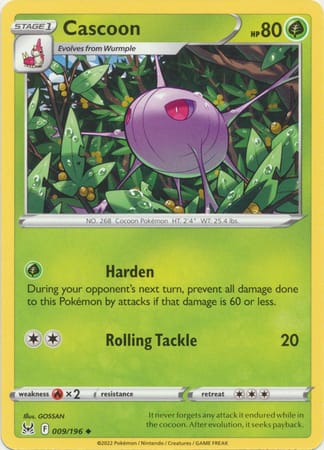 STAGE 1
Cascoon
HP 80
Evolves from Wurmple
NO. 268 Cocoon Pokémon HT: 2'4" WT: 25.4 lbs
Harden
During your opponent's next turn, prevent all damage done
to this Pokémon by attacks if that damage is 60 or less.
Rolling Tackle 20
weakness ×2 resistance retreat
Illus. GOSSAN
F 009/196
It never forgets any attack it endured while in
the cocoon. After evolution, it seeks payback.
©2022 Pokémon / Nintendo / Creatures / GAME FREAK